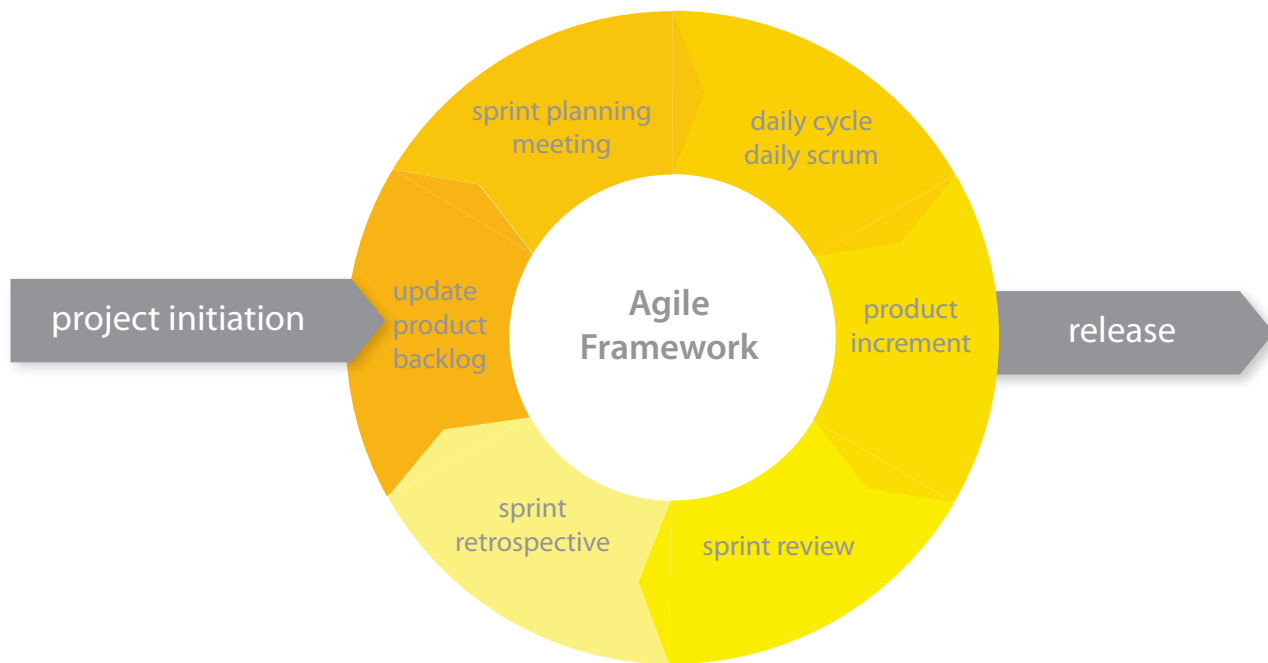 sprint planning
meeting
daily cycle
daily scrum
project initiation
update
product
backlog
Agile
Framework
product
increment
release
sprint
retrospective
sprint review